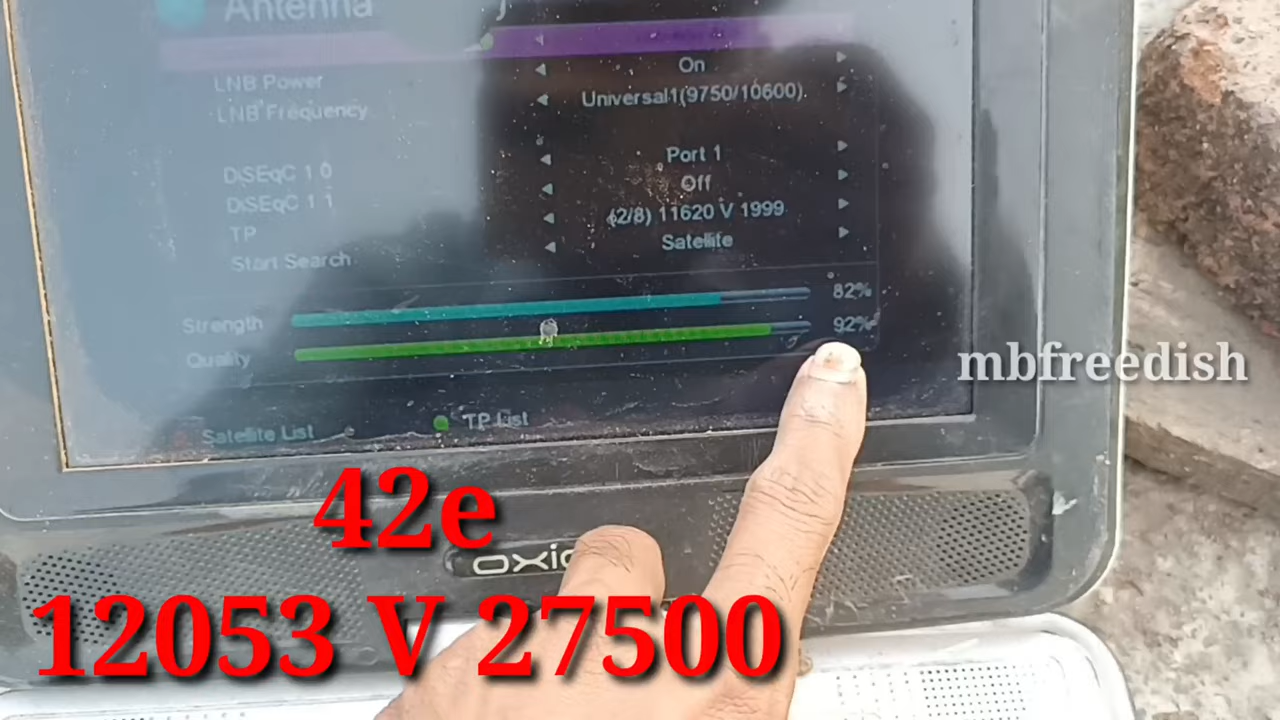 Antenna
LNB Power On
LNB Frequency Universal1(9750/10600)
DiSEqC 1 0 Port 1
DiSEqC 1 1 Off
TP (2/8) 11620 V 1999
Start Search Satellite
Strength 82%
Quality 92%
Satellite List TP List
mbfreedish
42e
12053 V 27500